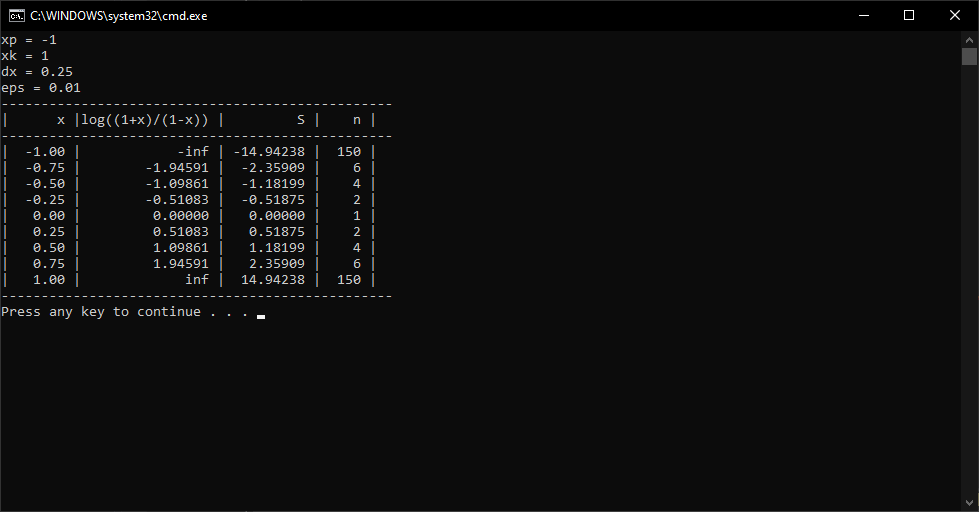 C:\WINDOWS\system32\cmd.exe
xp = -1
xk = 1
dx = 0.25
eps = 0.01
-------------------------------------------------
|      x |log((1+x)/(1-x)) |         S |    n |
-------------------------------------------------
|  -1.00 |            -inf | -14.94238 |  150 |
|  -0.75 |        -1.94591 |  -2.35909 |    6 |
|  -0.50 |        -1.09861 |  -1.18199 |    4 |
|  -0.25 |        -0.51083 |  -0.51875 |    2 |
|   0.00 |         0.00000 |   0.00000 |    1 |
|   0.25 |         0.51083 |   0.51875 |    2 |
|   0.50 |         1.09861 |   1.18199 |    4 |
|   0.75 |         1.94591 |   2.35909 |    6 |
|   1.00 |             inf |  14.94238 |  150 |
-------------------------------------------------
Press any key to continue . . .